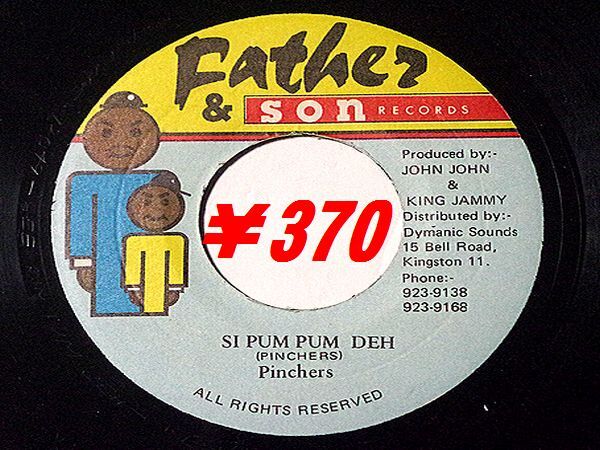 Father
& son RECORDS
Produced by:-
JOHN JOHN
&
KING JAMMY
Distributed by:-
Dymanic Sounds
15 Bell Road,
Kingston 11.
Phone:-
923-9138
923-9168
¥370
SI PUM PUM DEH
(PINCHERS)
Pinchers
ALL RIGHTS RESERVED